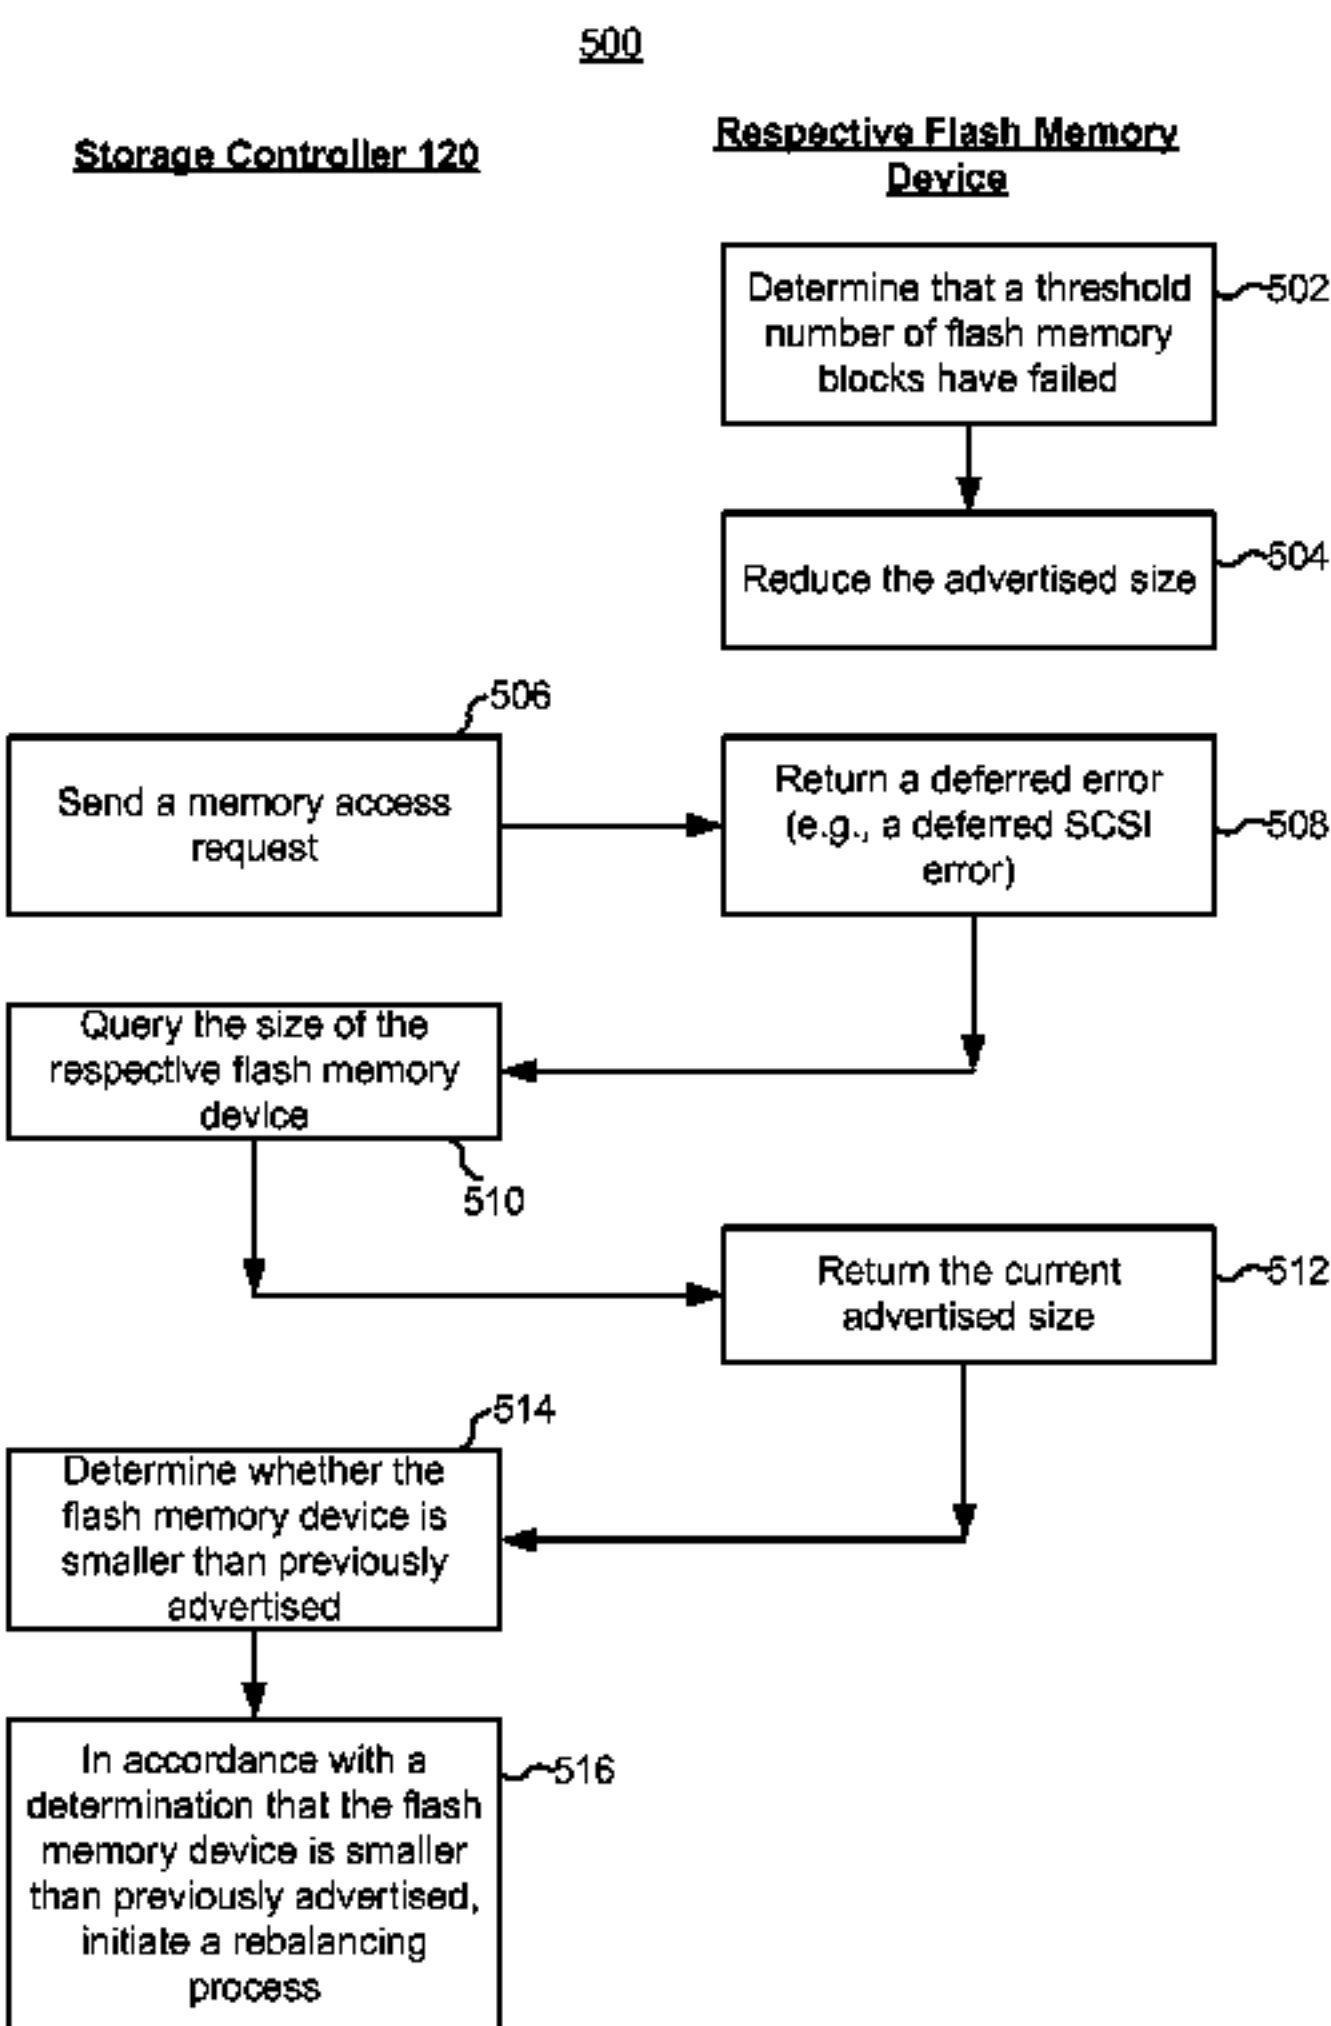 500
Storage Controller 120
Respective Flash Memory
Device
Determine that a threshold
number of flash memory
blocks have failed
502
Reduce the advertised size
504
506
Send a memory access
request
Return a deferred error
(e.g., a deferred SCSI
error)
508
Query the size of the
respective flash memory
device
510
Return the current
advertised size
512
514
Determine whether the
flash memory device is
smaller than previously
advertised
In accordance with a
determination that the flash
memory device is smaller
than previously advertised,
initiate a rebalancing
process
516